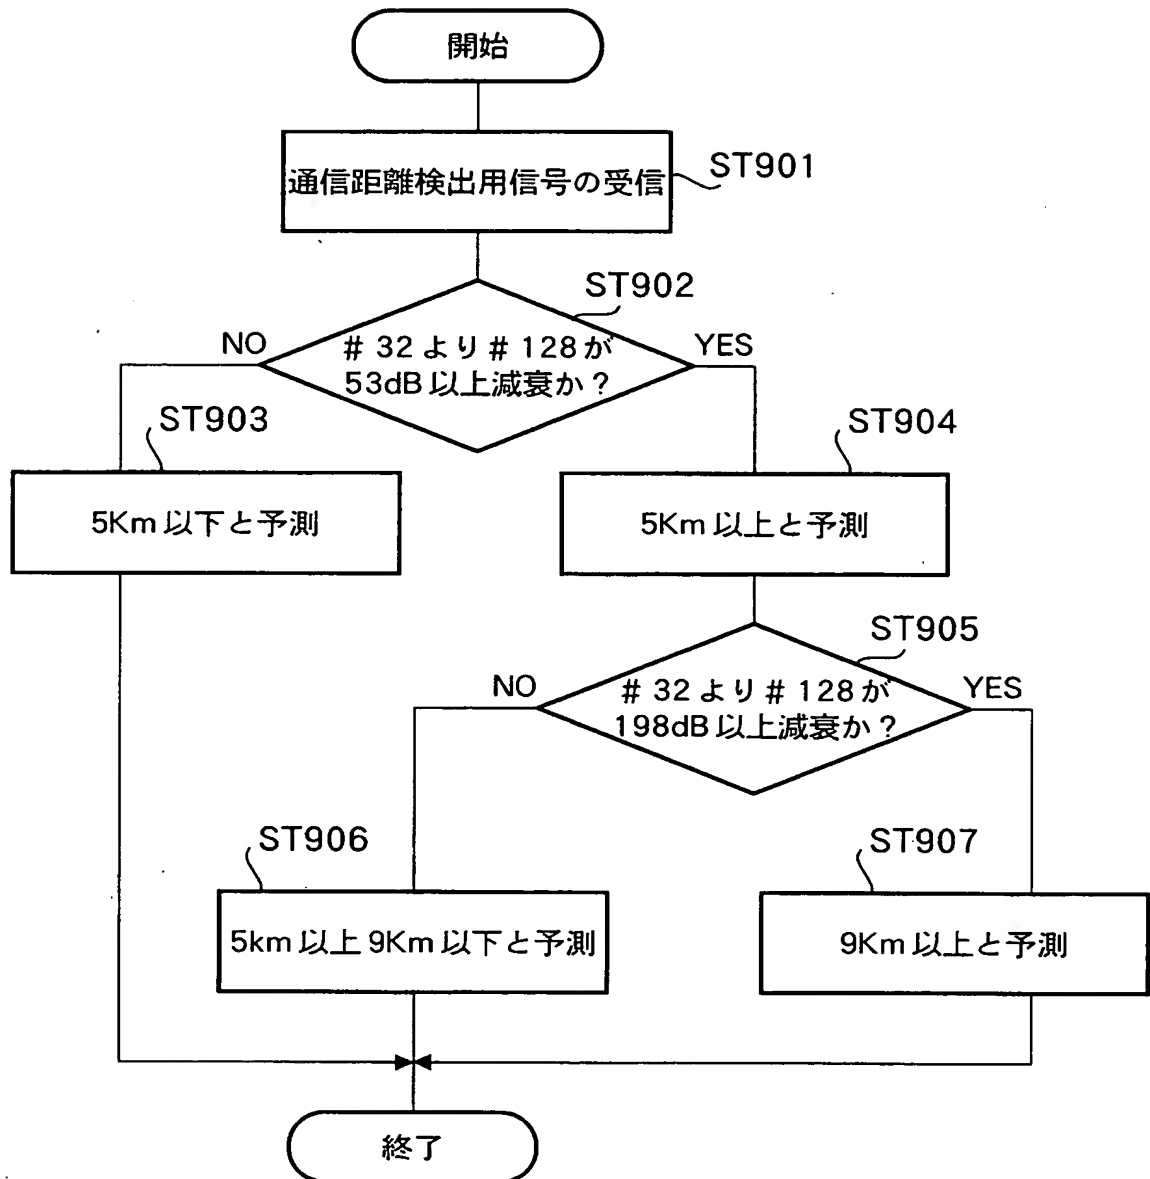 開始
通信距離検出用信号の受信
ST901
ST902
# 32 より # 128 が
53dB 以上減衰か？
NO
YES
ST903
5Km 以下と予測
ST904
5Km 以上と予測
ST905
# 32 より # 128 が
198dB 以上減衰か？
NO
YES
ST906
5km 以上 9Km 以下と予測
ST907
9Km 以上と予測
終了